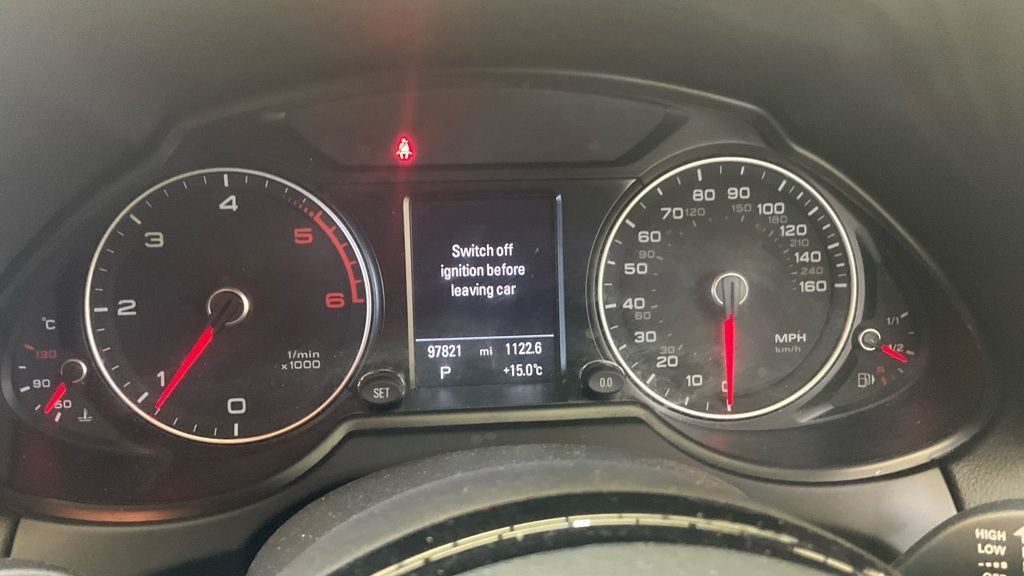 4
3
5
2
6
1
0
1/min
x1000
°C
130
90
50
Switch off
ignition before
leaving car
97821 mi 1122.6
P +15.0°C
SET
0.0
80 90
70 120 150 100
180
60 120
90 210
50 140
240
40 160
60
30 MPH
30 km/h
20
10 0
1/1
1/2
HIGH
LOW